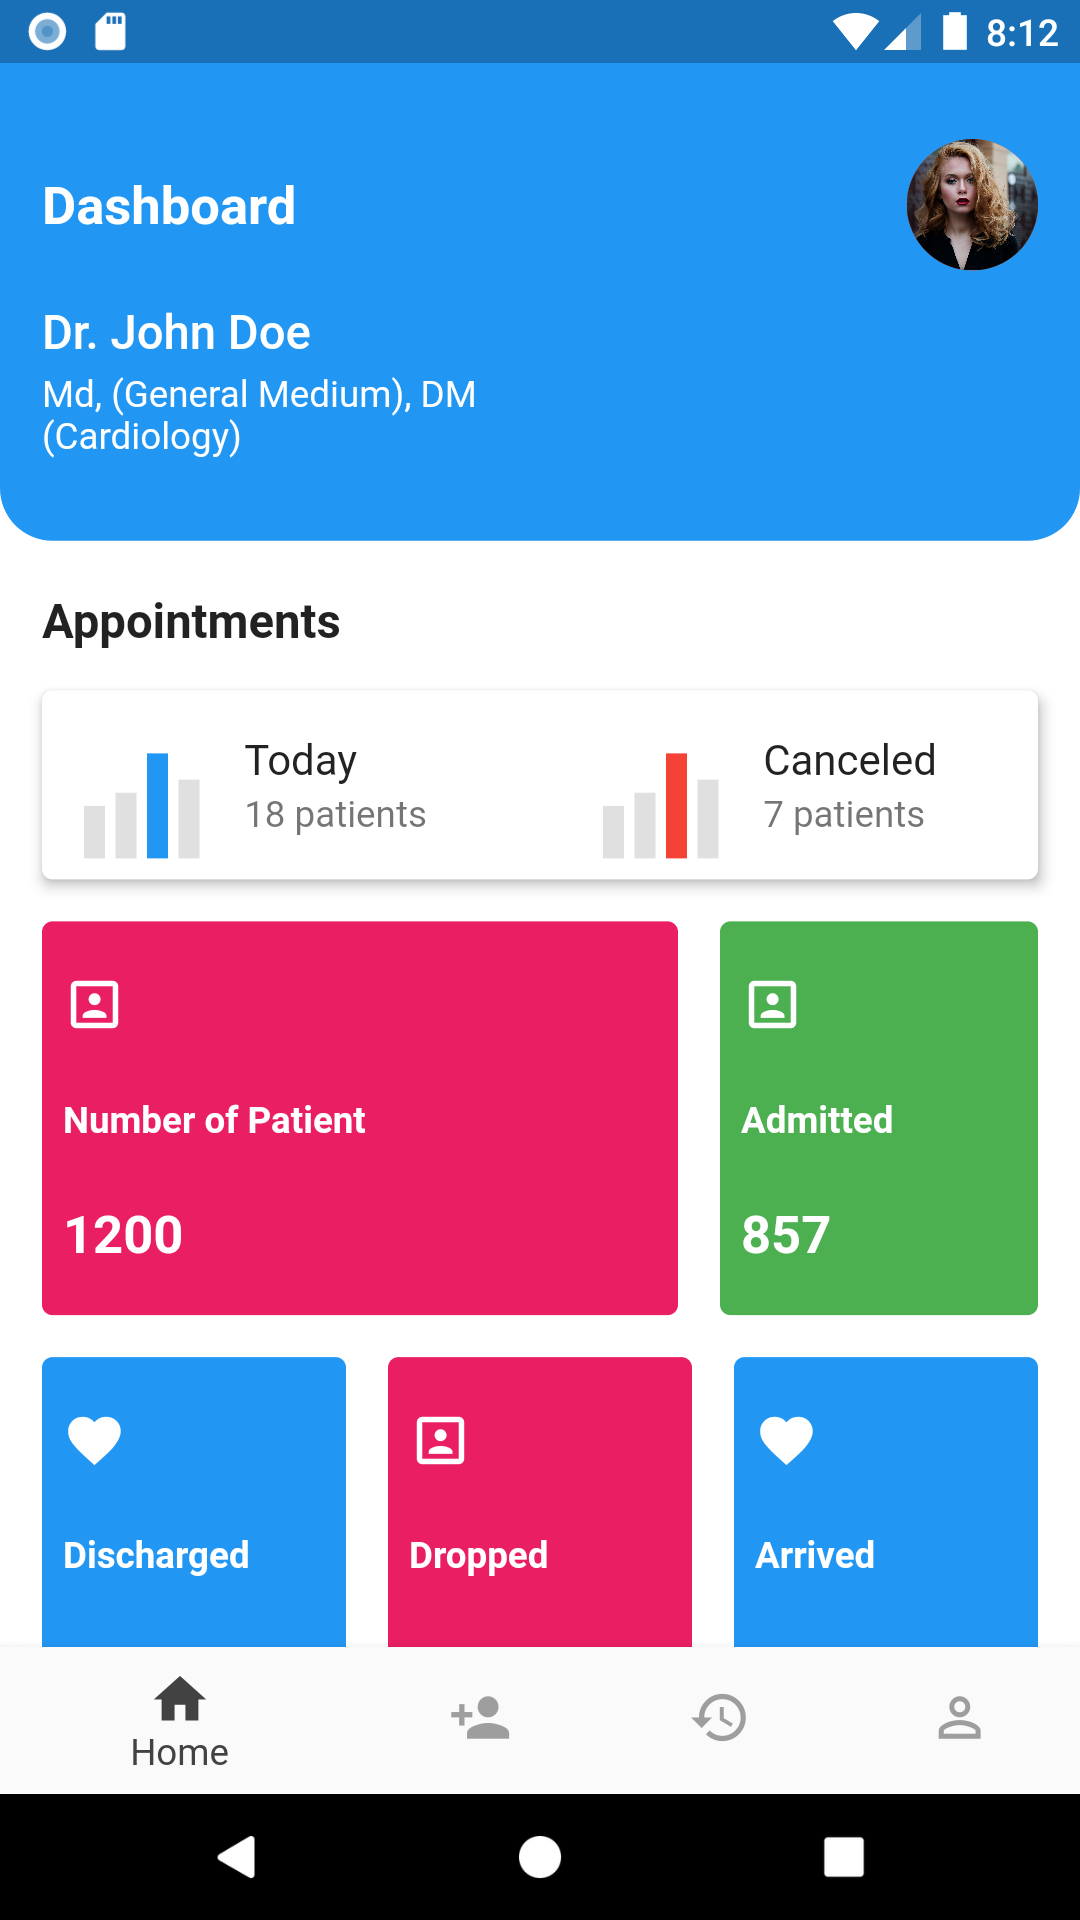 8:12
Dashboard
Dr. John Doe
Md, (General Medium), DM
(Cardiology)
Appointments
Today
18 patients
Canceled
7 patients
Number of Patient
1200
Admitted
857
Discharged
Dropped
Arrived
Home